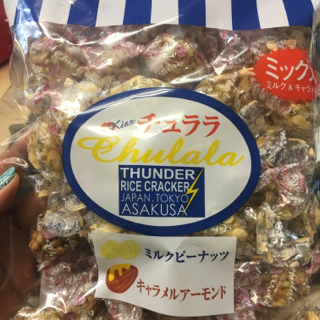 ミックス
ミルク&キャラメル
Kiss チュララ
Chulala
THUNDER
RICE CRACKER
JAPAN.TOKYO
ASAKUSA
ミルクピーナッツ
キャラメルアーモンド